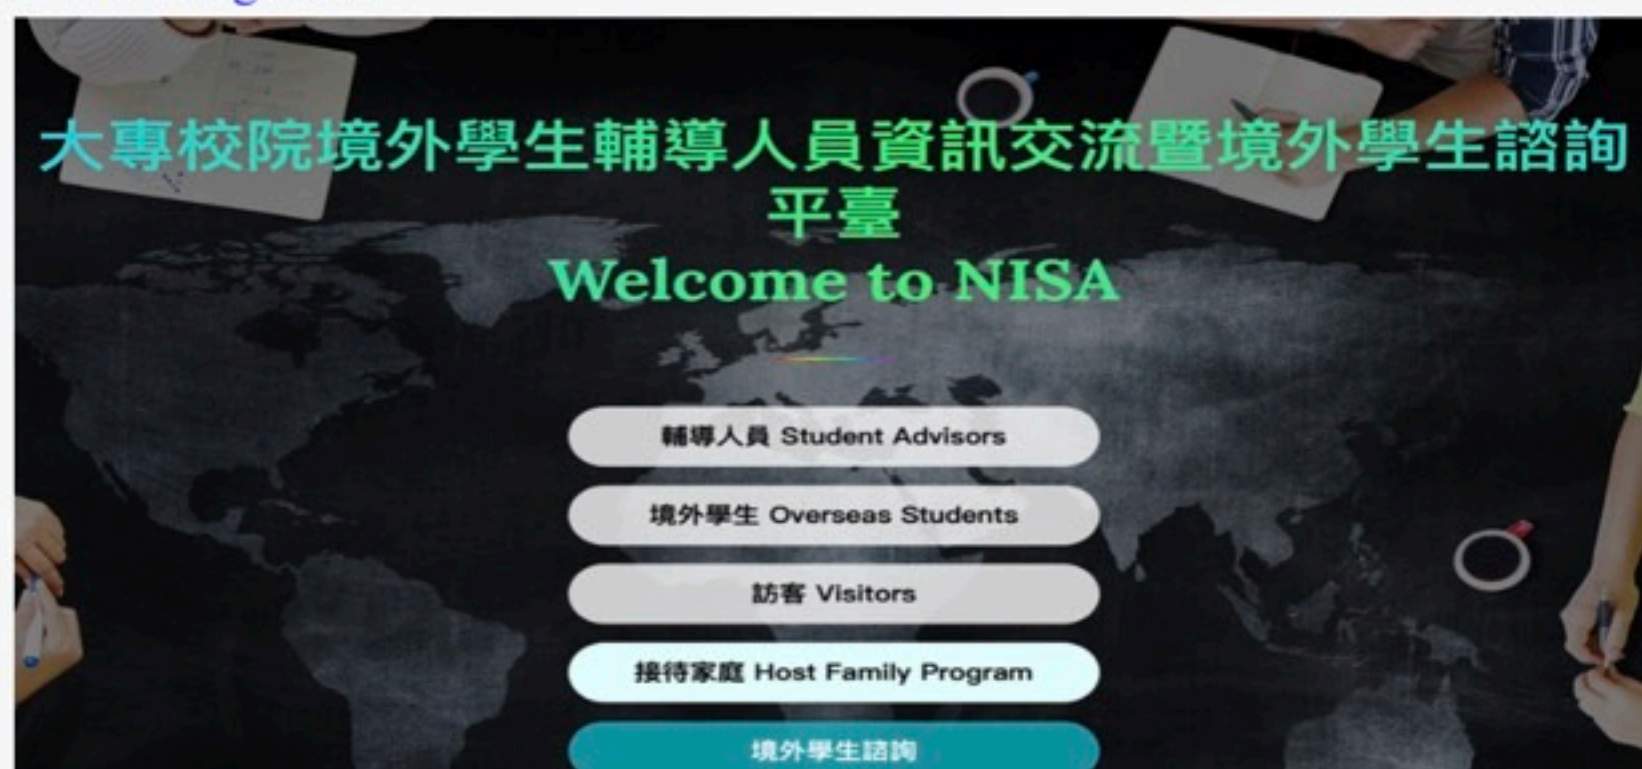 大專校院境外學生輔導人員資訊交流暨境外學生諮詢
平臺
Welcome to NISA
輔導人員 Student Advisors
境外學生 Overseas Students
訪客 Visitors
接待家庭 Host Family Program
境外學生諮詢